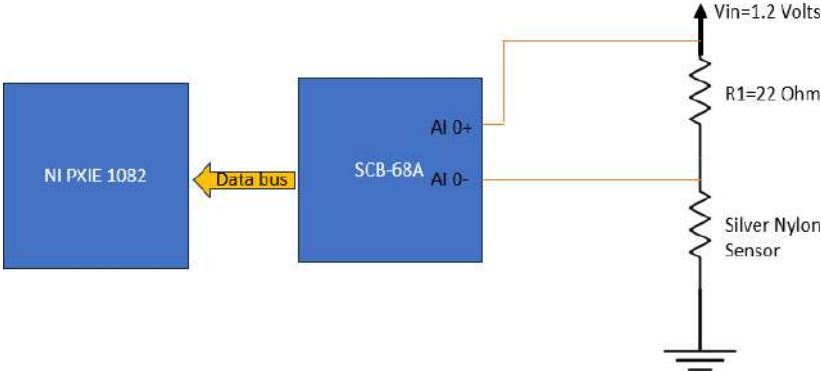 Vin=1.2 Volts
R1=22 Ohm
AI 0+
NI PXIE 1082
Data bus
SCB-68A
AI 0-
Silver Nylon
Sensor